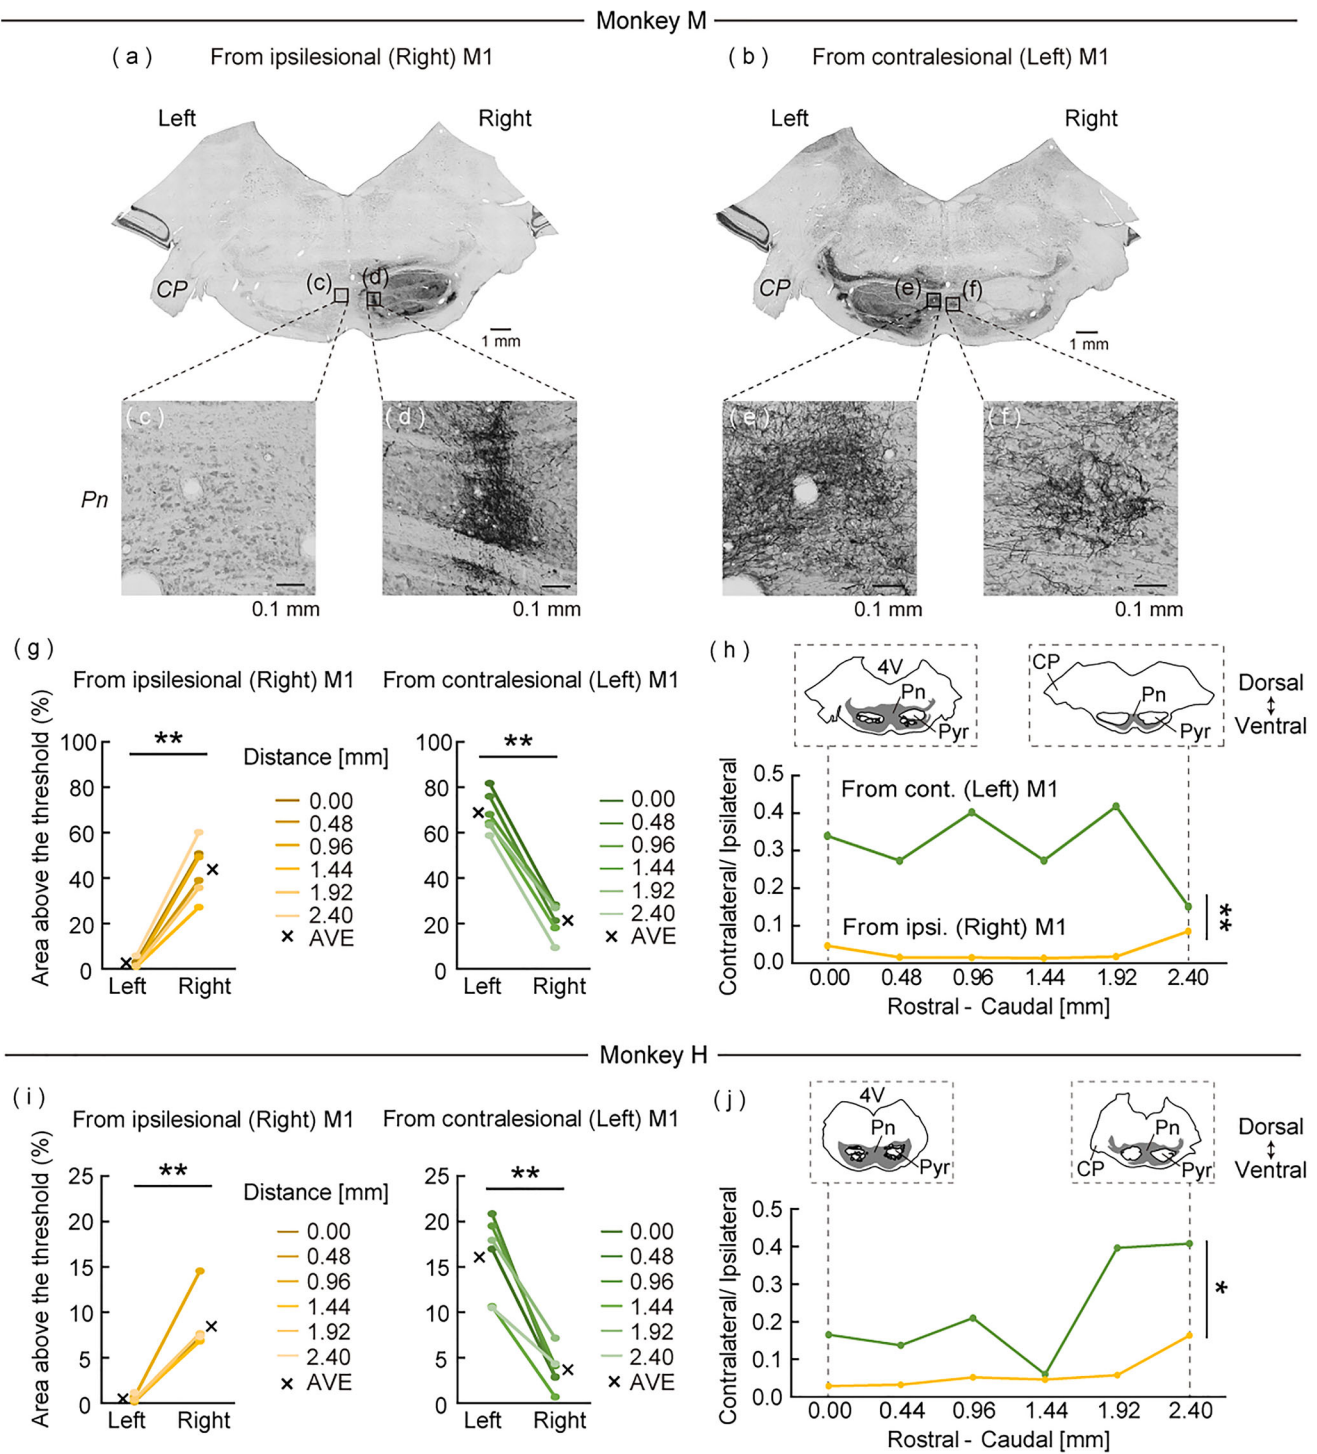 Monkey M
( a ) From ipsilesional (Right) M1
( b ) From contralesional (Left) M1
Left Right
Left Right
CP (c) (d)
CP (e) (f)
1 mm
1 mm
( c ) ( d ) ( e ) ( f )
Pn
0.1 mm 0.1 mm 0.1 mm 0.1 mm
( g )
From ipsilesional (Right) M1
Area above the threshold (%)
100
80
60
40
20
0
**
Left Right
Distance [mm]
0.00
0.48
0.96
1.44
1.92
2.40
× AVE
From contralesional (Left) M1
100
80
60
40
20
0
**
Left Right
0.00
0.48
0.96
1.44
1.92
2.40
× AVE
( h )
4V
Pn
Pyr
CP
Pn
Pyr
Dorsal
↕
Ventral
Contralateral/ Ipsilateral
0.5
0.4
0.3
0.2
0.1
0.0
From cont. (Left) M1
From ipsi. (Right) M1
**
0.00 0.48 0.96 1.44 1.92 2.40
Rostral - Caudal [mm]
Monkey H
( i )
From ipsilesional (Right) M1
Area above the threshold (%)
25
20
15
10
5
0
**
Left Right
Distance [mm]
0.00
0.48
0.96
1.44
1.92
2.40
× AVE
From contralesional (Left) M1
25
20
15
10
5
0
**
Left Right
0.00
0.48
0.96
1.44
1.92
2.40
× AVE
( j )
4V
Pn
Pyr
Pn
CP
Pyr
Dorsal
↕
Ventral
Contralateral/ Ipsilateral
0.5
0.4
0.3
0.2
0.1
0.0
*
0.00 0.44 0.96 1.44 1.92 2.40
Rostral - Caudal [mm]